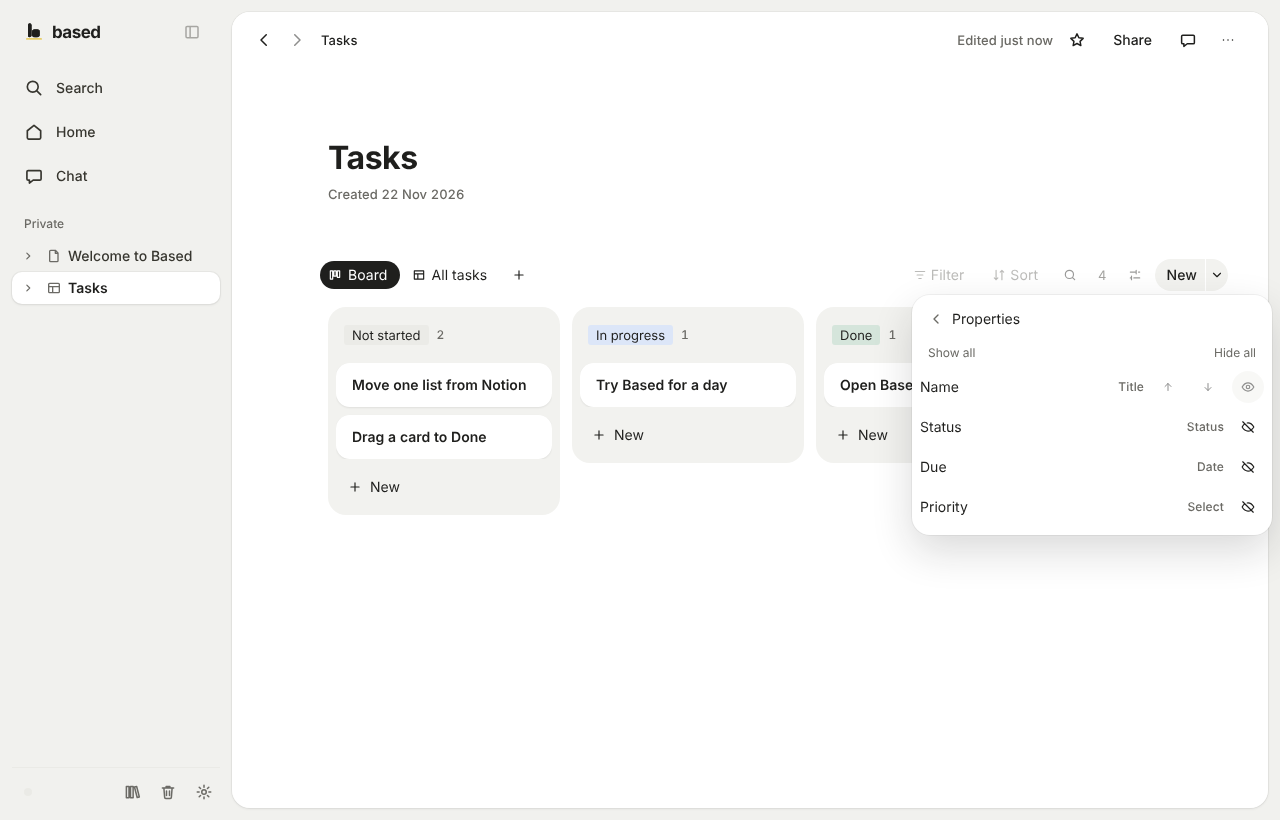 based
Search
Home
Chat
Private
Welcome to Based
Tasks
Tasks
Edited just now
Share
Tasks
Created 22 Nov 2026
Board
All tasks
Filter
Sort
4
New
Not started 2
Move one list from Notion
Drag a card to Done
New
In progress 1
Try Based for a day
New
Done 1
Open Base
New
Properties
Show all
Hide all
Name Title
Status Status
Due Date
Priority Select